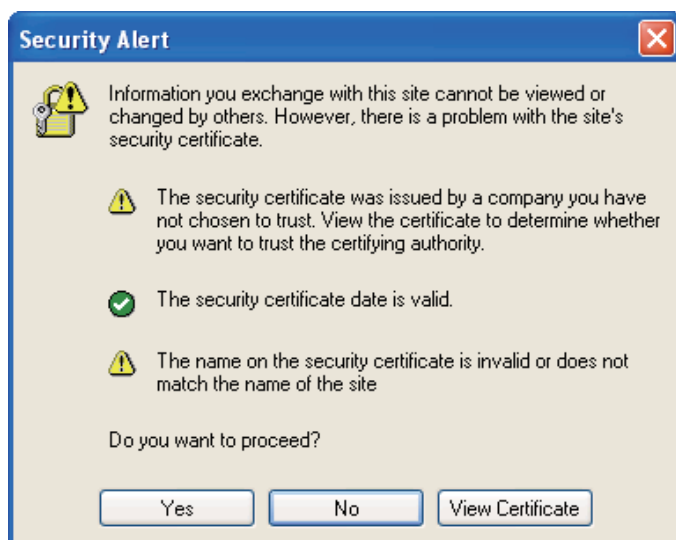 Security Alert
Information you exchange with this site cannot be viewed or
changed by others. However, there is a problem with the site's
security certificate.
The security certificate was issued by a company you have
not chosen to trust. View the certificate to determine whether
you want to trust the certifying authority.
The security certificate date is valid.
The name on the security certificate is invalid or does not
match the name of the site
Do you want to proceed?
Yes No View Certificate